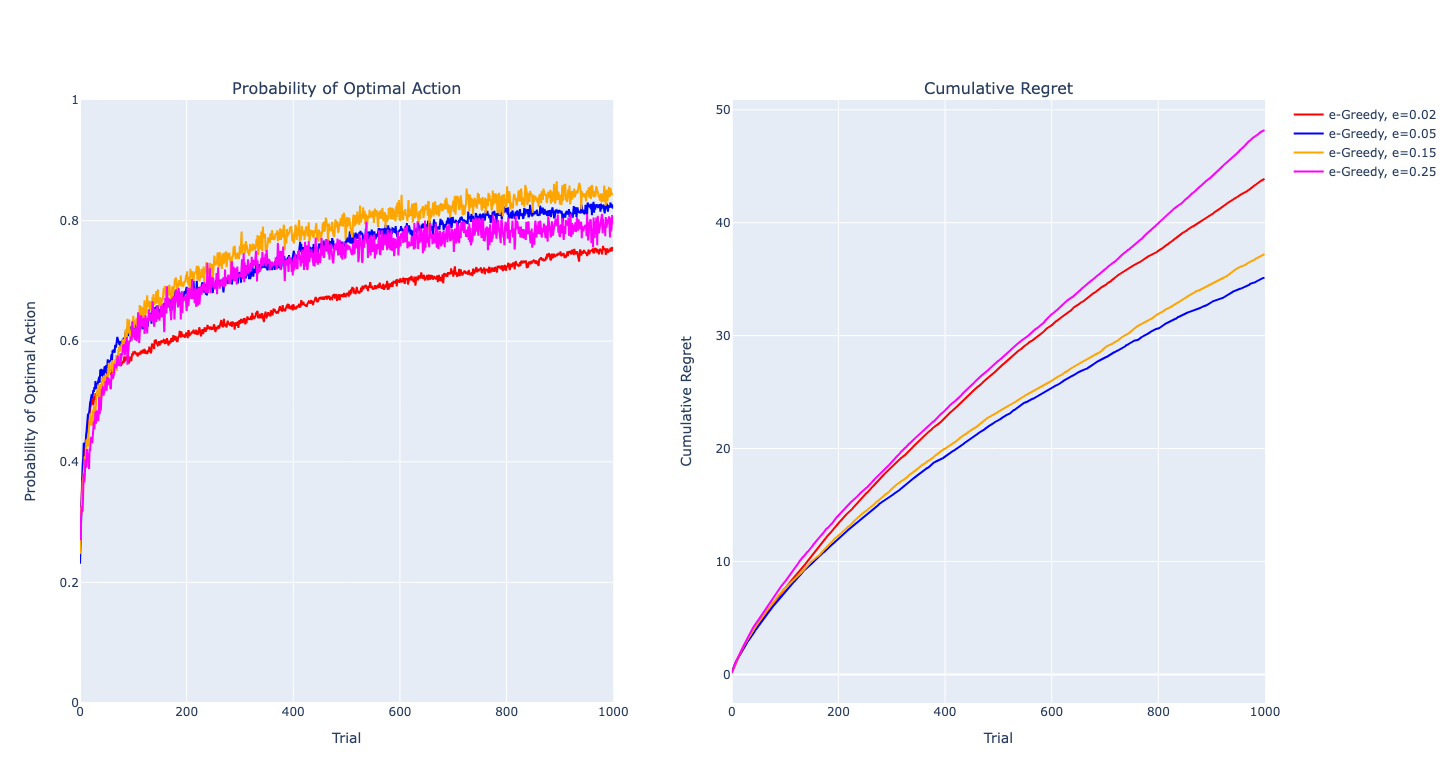 Probability of Optimal Action
Probability of Optimal Action
1
0.8
0.6
0.4
0.2
0
0
200
400
600
800
1000
Trial
Cumulative Regret
Cumulative Regret
50
40
30
20
10
0
0
200
400
600
800
1000
Trial
e-Greedy, e=0.02
e-Greedy, e=0.05
e-Greedy, e=0.15
e-Greedy, e=0.25